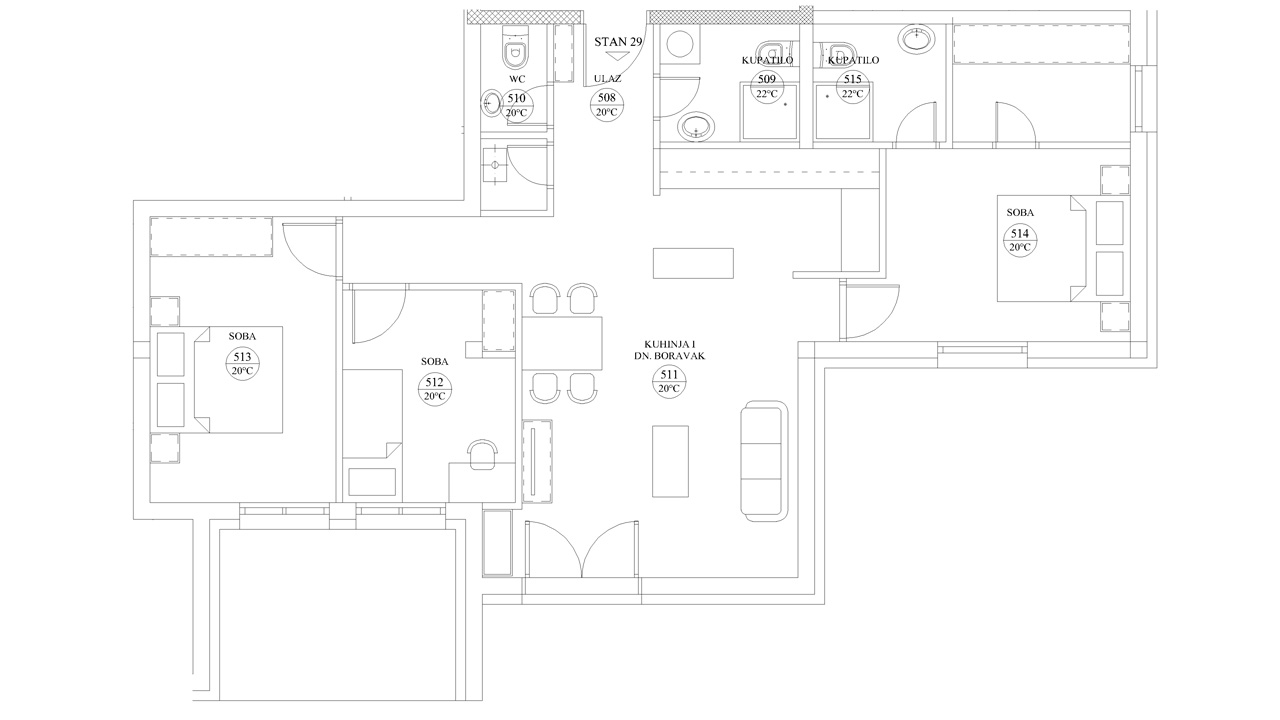 STAN 29
KUPATILO
509
22°C
KUPATILO
515
22°C
WC
510
20°C
ULAZ
508
20°C
SOBA
514
20°C
SOBA
513
20°C
SOBA
512
20°C
KUHINJA I
DN. BORAVAK
511
20°C